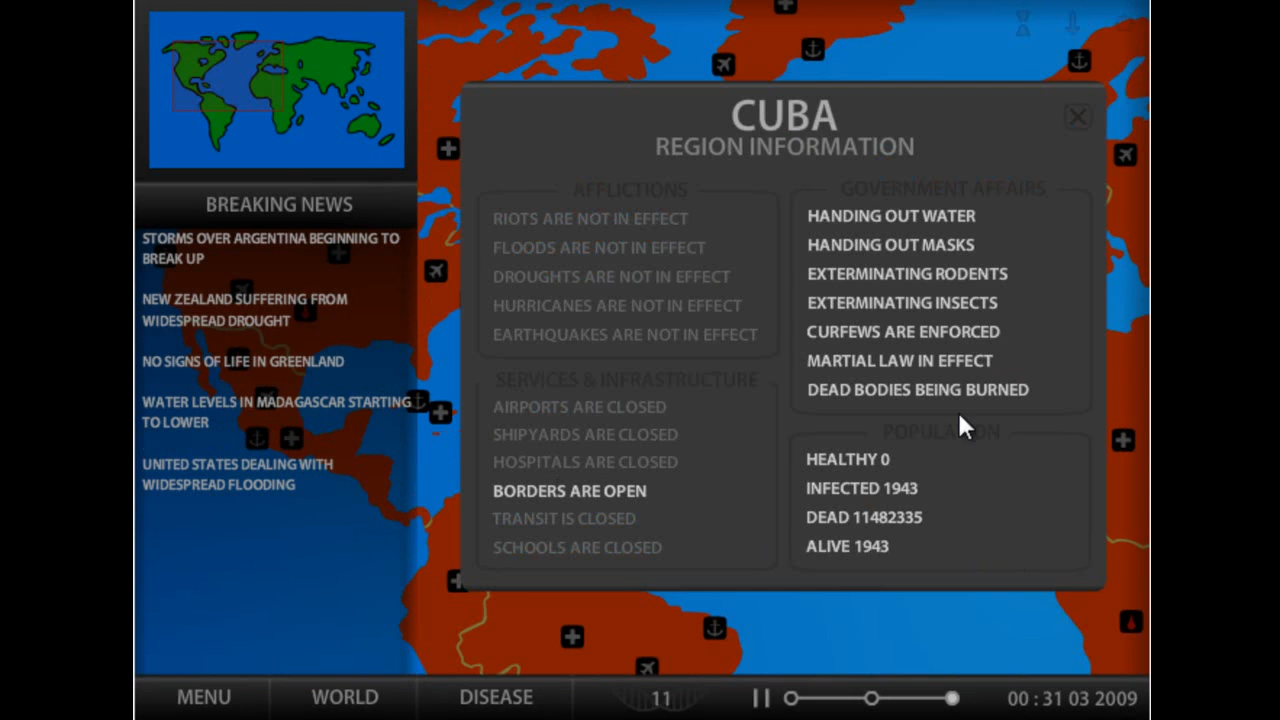 BREAKING NEWS
STORMS OVER ARGENTINA BEGINNING TO
BREAK UP
NEW ZEALAND SUFFERING FROM
WIDESPREAD DROUGHT
NO SIGNS OF LIFE IN GREENLAND
WATER LEVELS IN MADAGASCAR STARTING
TO LOWER
UNITED STATES DEALING WITH
WIDESPREAD FLOODING
CUBA
REGION INFORMATION
AFFLICTIONS
RIOTS ARE NOT IN EFFECT
FLOODS ARE NOT IN EFFECT
DROUGHTS ARE NOT IN EFFECT
HURRICANES ARE NOT IN EFFECT
EARTHQUAKES ARE NOT IN EFFECT
SERVICES & INFRASTRUCTURE
AIRPORTS ARE CLOSED
SHIPYARDS ARE CLOSED
HOSPITALS ARE CLOSED
BORDERS ARE OPEN
TRANSIT IS CLOSED
SCHOOLS ARE CLOSED
GOVERNMENT AFFAIRS
HANDING OUT WATER
HANDING OUT MASKS
EXTERMINATING RODENTS
EXTERMINATING INSECTS
CURFEWS ARE ENFORCED
MARTIAL LAW IN EFFECT
DEAD BODIES BEING BURNED
POPULATION
HEALTHY 0
INFECTED 1943
DEAD 11482335
ALIVE 1943
MENU
WORLD
DISEASE
11
00 : 31 03 2009